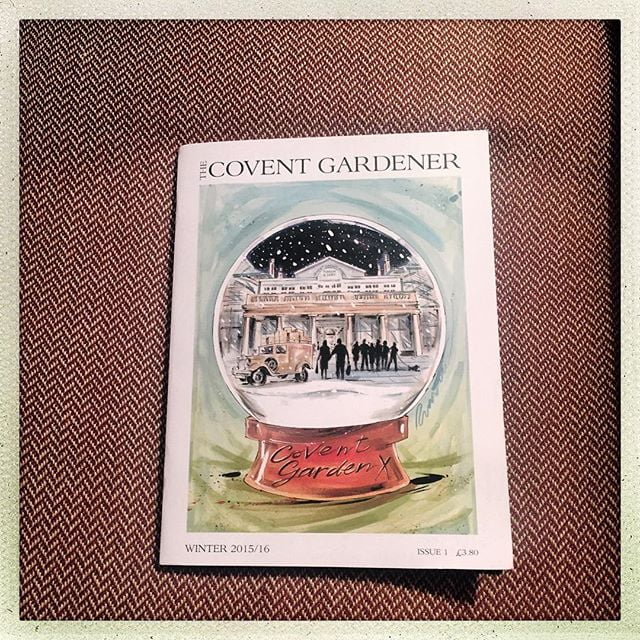 THE COVENT GARDENER
Covent
Garden X
WINTER 2015/16
ISSUE 1 £3.80